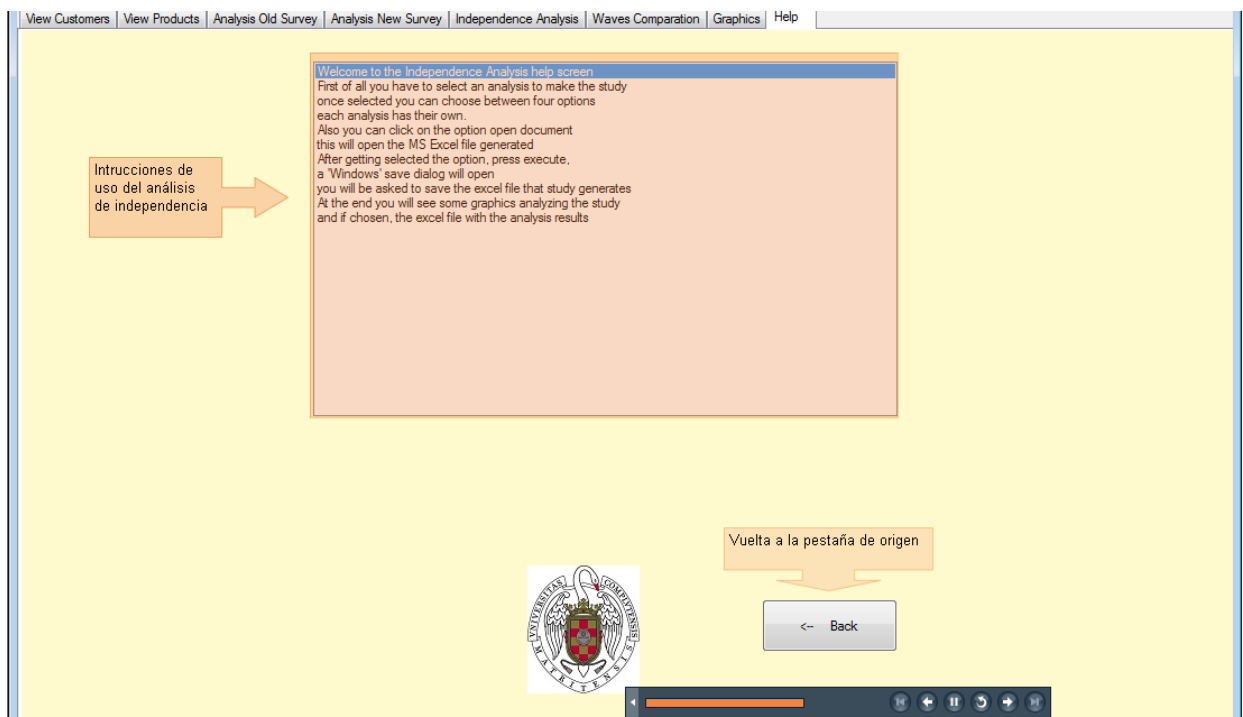 View Customers View Products Analysis Old Survey Analysis New Survey Independence Analysis Waves Comparation Graphics Help
Welcome to the Independence Analysis help screen
First of all you have to select an analysis to make the study
once selected you can choose between four options
each analysis has their own.
Also you can click on the option open document
this will open the MS Excel file generated
After getting selected the option, press execute,
a 'Windows' save dialog will open
you will be asked to save the excel file that study generates
At the end you will see some graphics analyzing the study
and if chosen, the excel file with the analysis results
Intrucciones de
uso del análisis
de independencia
Vuelta a la pestaña de origen
<-- Back
VNIVERSITAS COMPLVTENSIS
MATRITENSIS